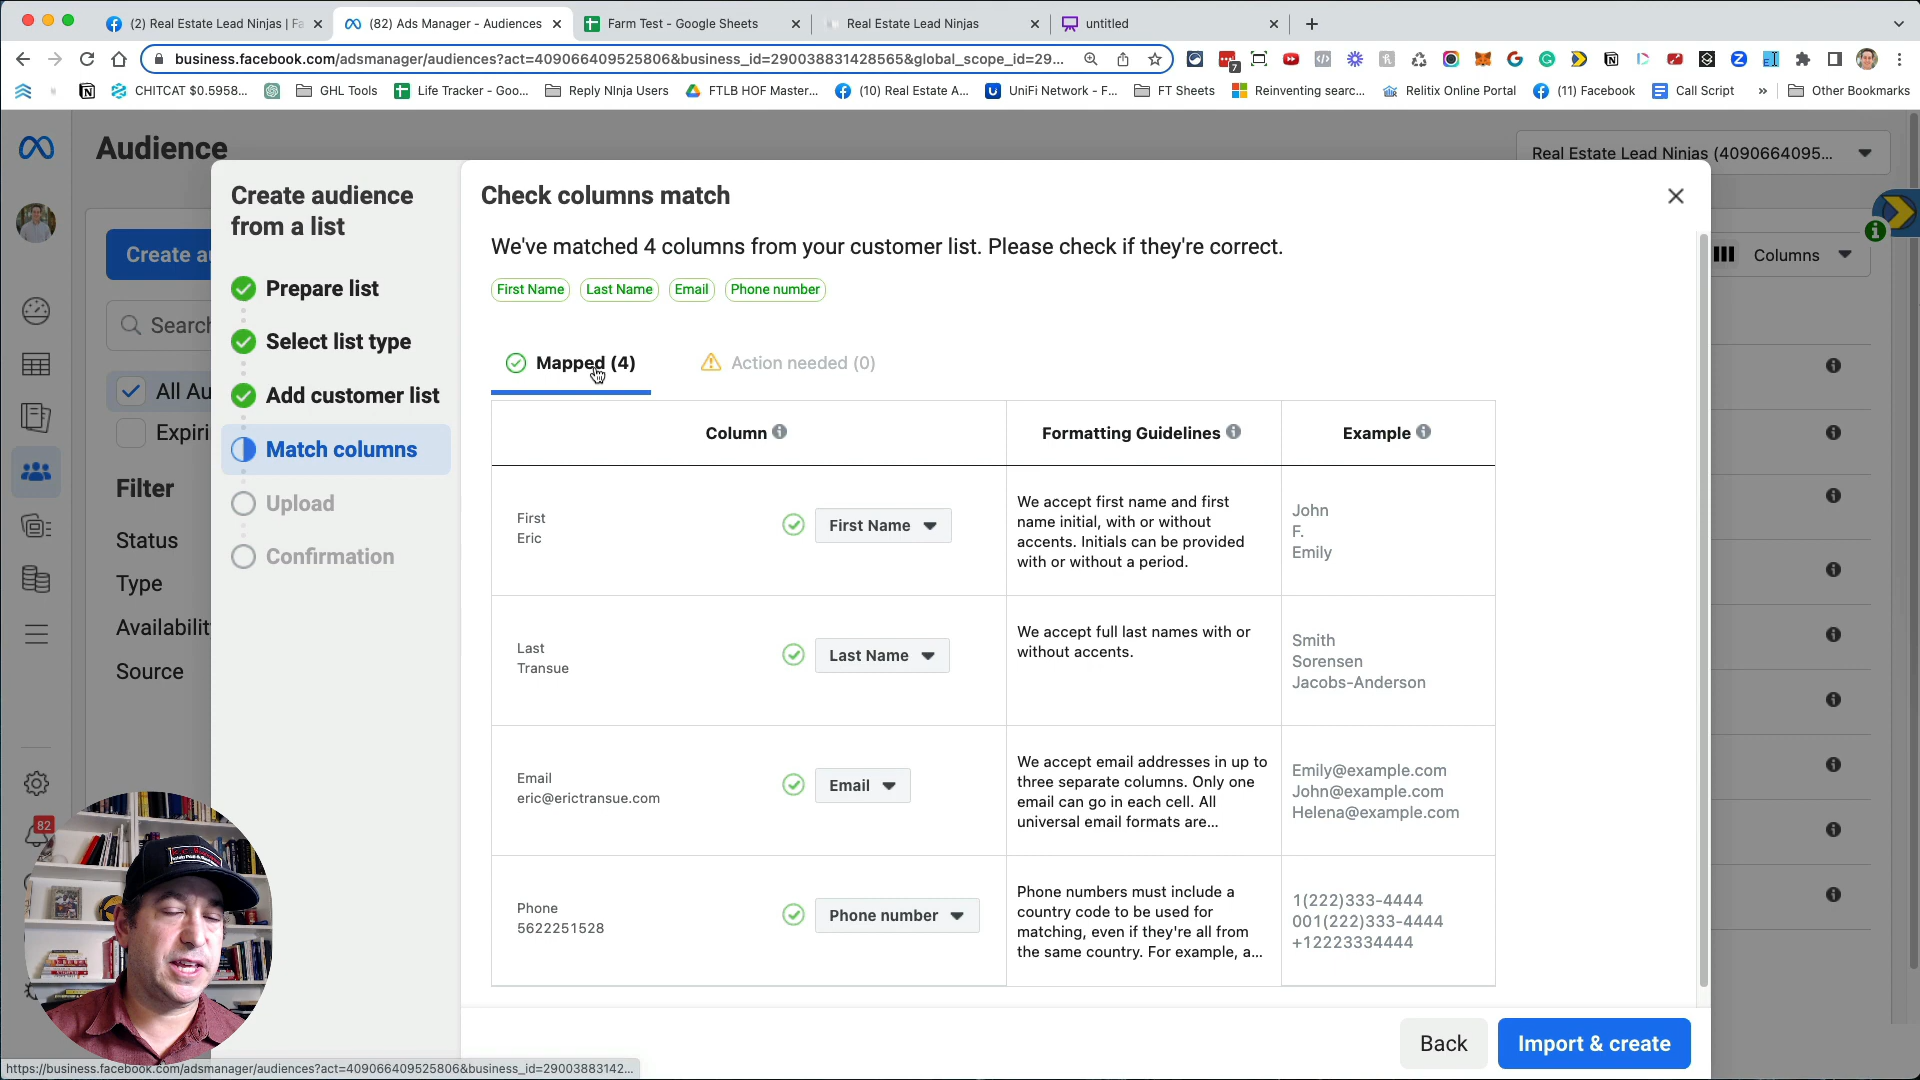 (2) Real Estate Lead Ninjas | Fa
(82) Ads Manager - Audiences
Farm Test - Google Sheets
Real Estate Lead Ninjas
untitled
business.facebook.com/adsmanager/audiences?act=409066409525806&business_id=290038831428565&global_scope_id=29...
7
CHITCAT $0.5958...
GHL Tools
Life Tracker - Goo...
Reply NInja Users
FTLB HOF Master...
(10) Real Estate A...
UniFi Network - F...
FT Sheets
Reinventing searc...
Relitix Online Portal
(11) Facebook
Call Script
Other Bookmarks
Audience
Real Estate Lead Ninjas (4090664095...
Create au
Columns
Search
All Au
Expiri
Filter
Status
Type
Availabilit
Source
82
Create audience
from a list
Prepare list
Select list type
Add customer list
Match columns
Upload
Confirmation
Check columns match
We've matched 4 columns from your customer list. Please check if they're correct.
First Name Last Name Email Phone number
Mapped (4)
Action needed (0)
Column
Formatting Guidelines
Example
First
Eric
First Name
We accept first name and first
name initial, with or without
accents. Initials can be provided
with or without a period.
John
F.
Emily
Last
Transue
Last Name
We accept full last names with or
without accents.
Smith
Sorensen
Jacobs-Anderson
Email
eric@erictransue.com
Email
We accept email addresses in up to
three separate columns. Only one
email can go in each cell. All
universal email formats are...
Emily@example.com
John@example.com
Helena@example.com
Phone
5622251528
Phone number
Phone numbers must include a
country code to be used for
matching, even if they're all from
the same country. For example, a...
1(222)333-4444
001(222)333-4444
+12223334444
Back
Import & create
https://business.facebook.com/adsmanager/audiences?act=409066409525806&business_id=29003883142...